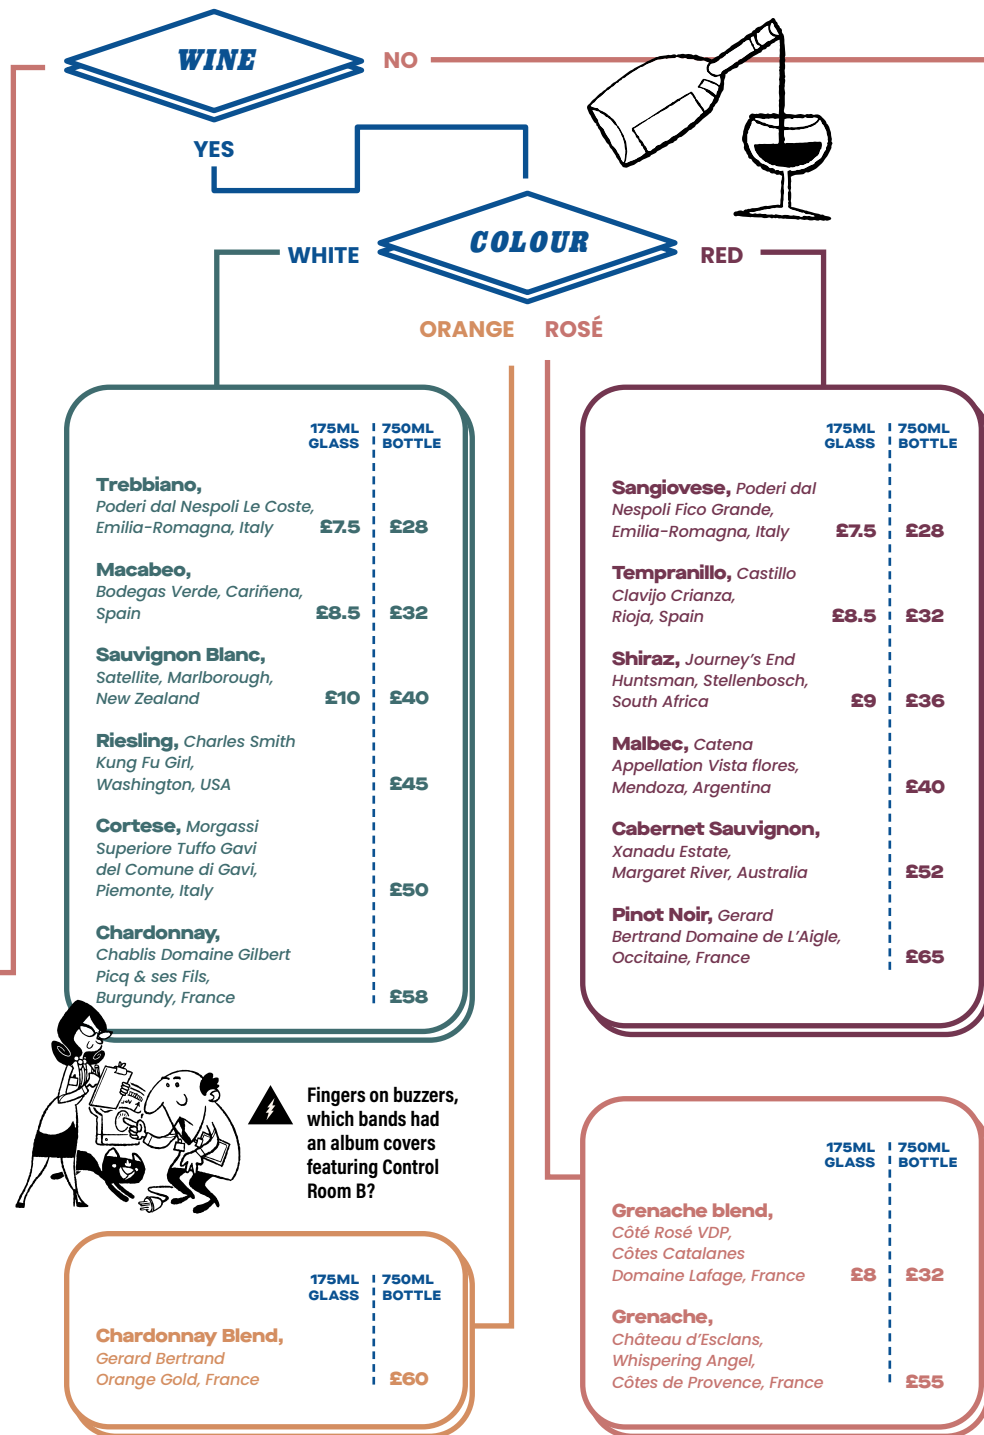 WINE
NO
YES
COLOUR
WHITE
RED
ORANGE
ROSÉ
175ML
GLASS
750ML
BOTTLE
Trebbiano,
Poderi dal Nespoli Le Coste,
Emilia-Romagna, Italy £7.5 £28
Macabeo,
Bodegas Verde, Cariñena,
Spain £8.5 £32
Sauvignon Blanc,
Satellite, Marlborough,
New Zealand £10 £40
Riesling, Charles Smith
Kung Fu Girl,
Washington, USA £45
Cortese, Morgassi
Superiore Tuffo Gavi
del Comune di Gavi,
Piemonte, Italy £50
Chardonnay,
Chablis Domaine Gilbert
Picq & ses Fils,
Burgundy, France £58
175ML
GLASS
750ML
BOTTLE
Sangiovese, Poderi dal
Nespoli Fico Grande,
Emilia-Romagna, Italy £7.5 £28
Tempranillo, Castillo
Clavijo Crianza,
Rioja, Spain £8.5 £32
Shiraz, Journey's End
Huntsman, Stellenbosch,
South Africa £9 £36
Malbec, Catena
Appellation Vista flores,
Mendoza, Argentina £40
Cabernet Sauvignon,
Xanadu Estate,
Margaret River, Australia £52
Pinot Noir, Gerard
Bertrand Domaine de L'Aigle,
Occitaine, France £65
Fingers on buzzers,
which bands had
an album covers
featuring Control
Room B?
175ML
GLASS
750ML
BOTTLE
Chardonnay Blend,
Gerard Bertrand
Orange Gold, France £60
175ML
GLASS
750ML
BOTTLE
Grenache blend,
Côté Rosé VDP,
Côtes Catalanes
Domaine Lafage, France £8 £32
Grenache,
Château d'Esclans,
Whispering Angel,
Côtes de Provence, France £55